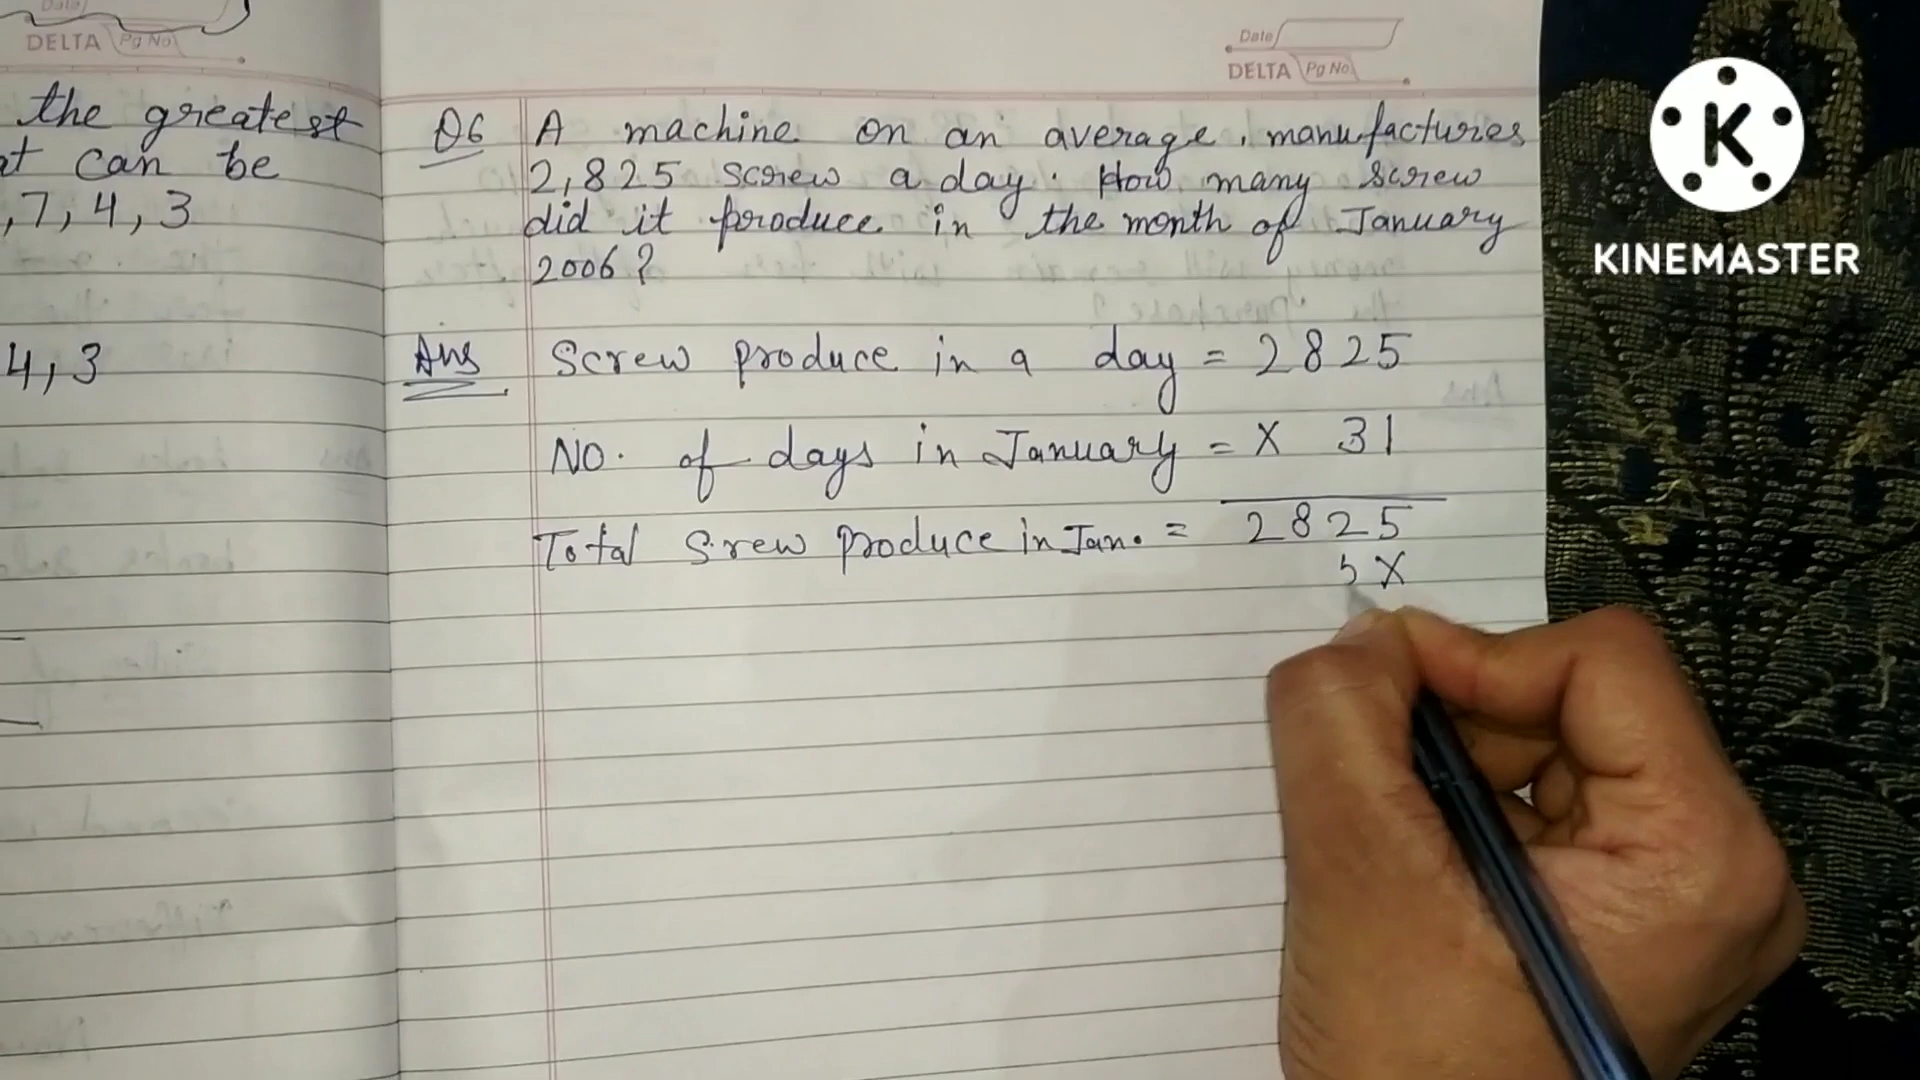 Date
DELTA Pg No
the greatest
at can be
,7, 4, 3
4, 3
Date
DELTA Pg No
Q6 A machine on an average, manufactures
2,825 screw a day. How many screw
did it produce in the month of January
2006?
Ans Screw produce in a day = 2825
No. of days in January = X 31
Total Srew produce in Jan. = 2825
5X
K
KINEMASTER